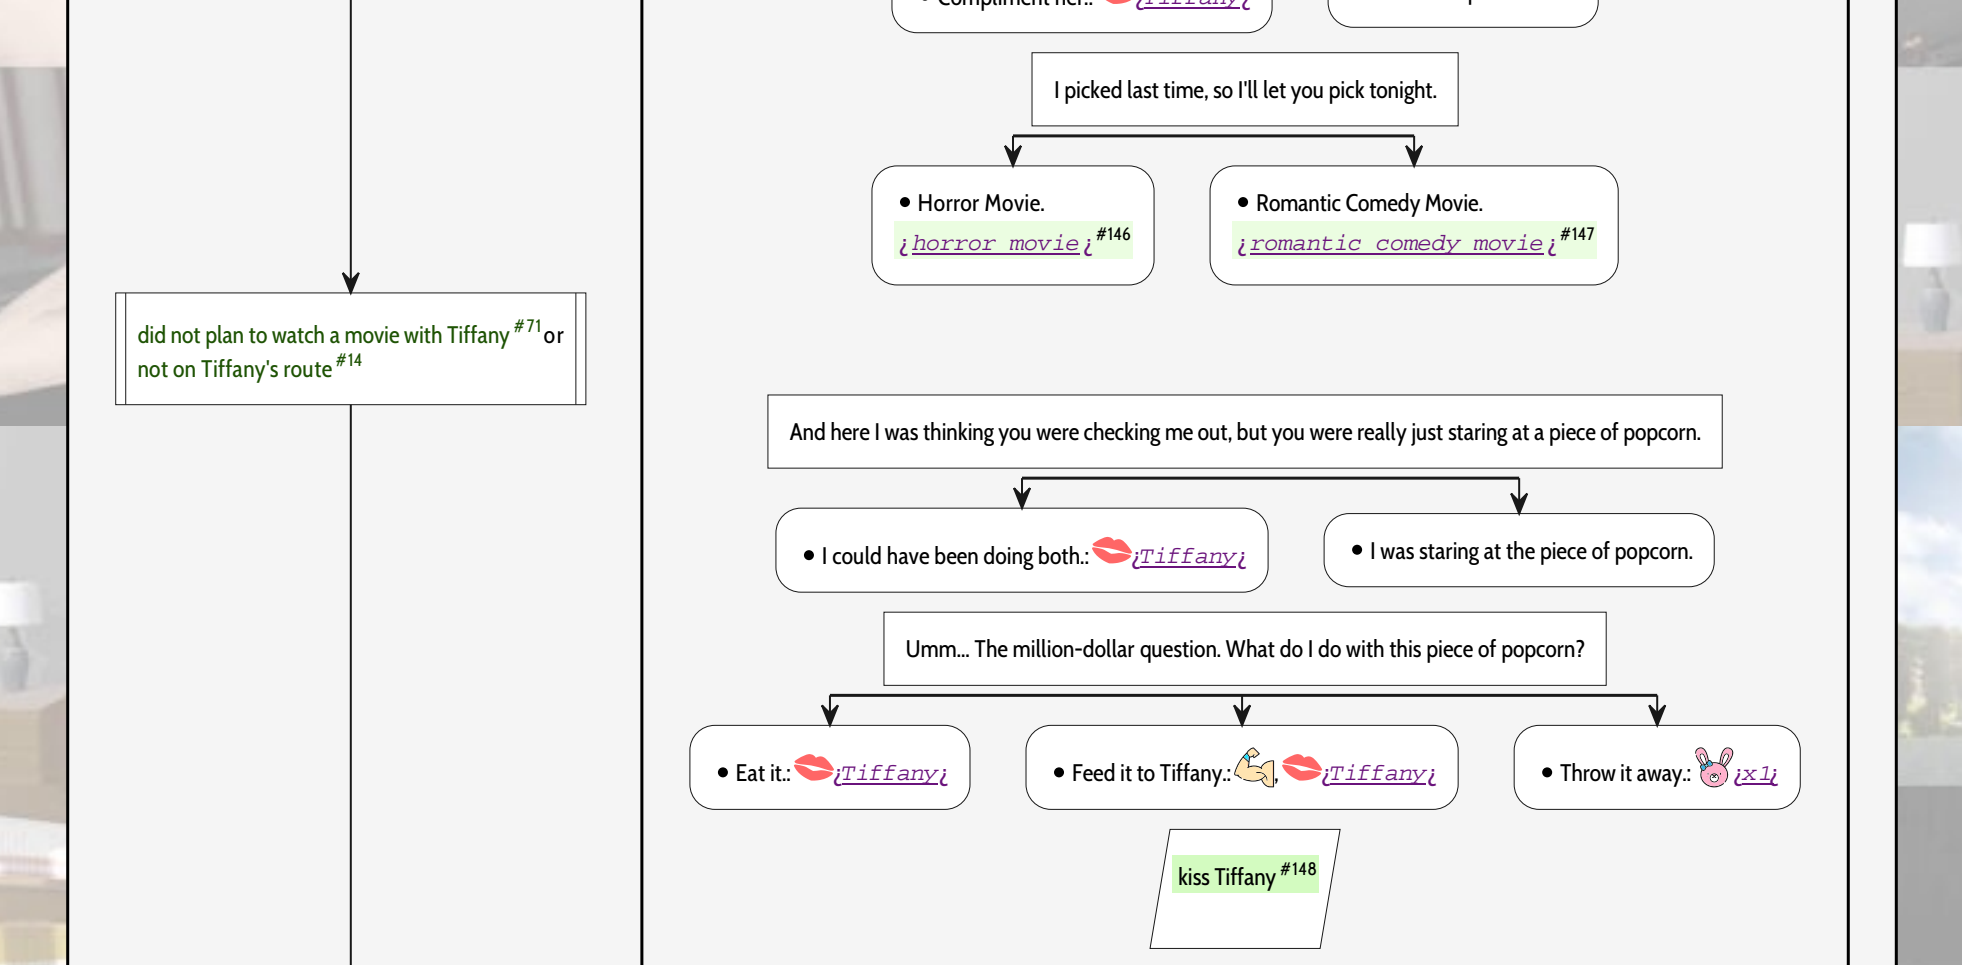 • Compliment her.: ¿Tiffany¿
I picked last time, so I'll let you pick tonight.
• Horror Movie.
¿horror movie¿ #146
• Romantic Comedy Movie.
¿romantic comedy movie¿ #147
did not plan to watch a movie with Tiffany #71 or
not on Tiffany's route #14
And here I was thinking you were checking me out, but you were really just staring at a piece of popcorn.
• I could have been doing both.: ¿Tiffany¿
• I was staring at the piece of popcorn.
Umm... The million-dollar question. What do I do with this piece of popcorn?
• Eat it.: ¿Tiffany¿
• Feed it to Tiffany.: , ¿Tiffany¿
• Throw it away.: ¿x1¿
kiss Tiffany #148